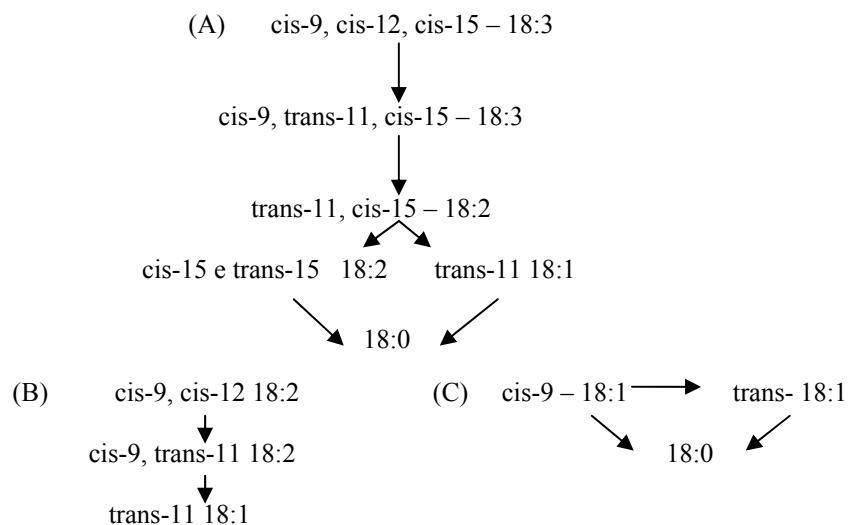 (A) cis-9, cis-12, cis-15 – 18:3
cis-9, trans-11, cis-15 – 18:3
trans-11, cis-15 – 18:2
cis-15 e trans-15 18:2 trans-11 18:1
18:0
(B) cis-9, cis-12 18:2
cis-9, trans-11 18:2
trans-11 18:1
(C) cis-9 – 18:1 trans- 18:1
18:0